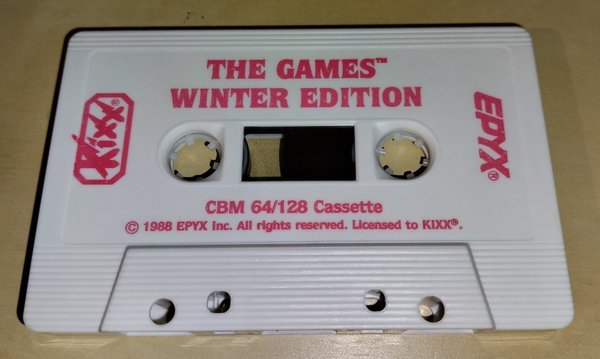 THE GAMES™
WINTER EDITION
Kixx®
EPYX®
CBM 64/128 Cassette
© 1988 EPYX Inc. All rights reserved. Licensed to KIXX®.